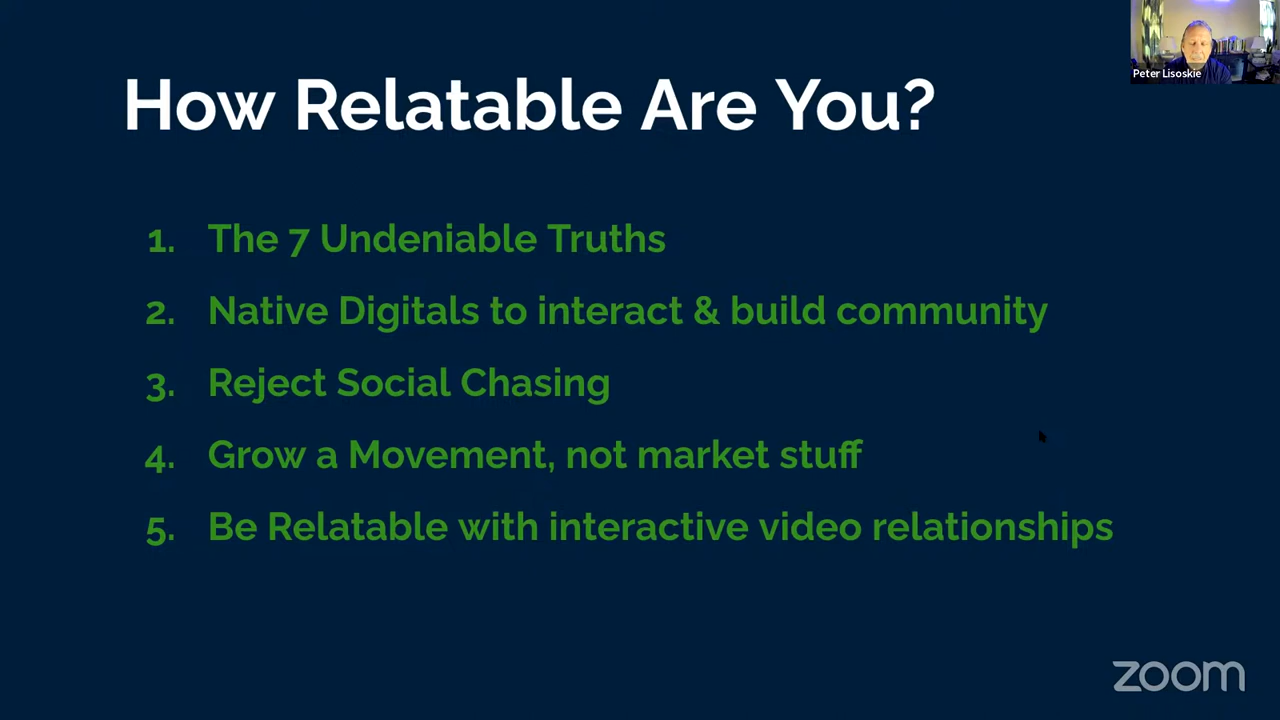 Peter Lisoskie
How Relatable Are You?
1. The 7 Undeniable Truths
2. Native Digitals to interact & build community
3. Reject Social Chasing
4. Grow a Movement, not market stuff
5. Be Relatable with interactive video relationships
zoom